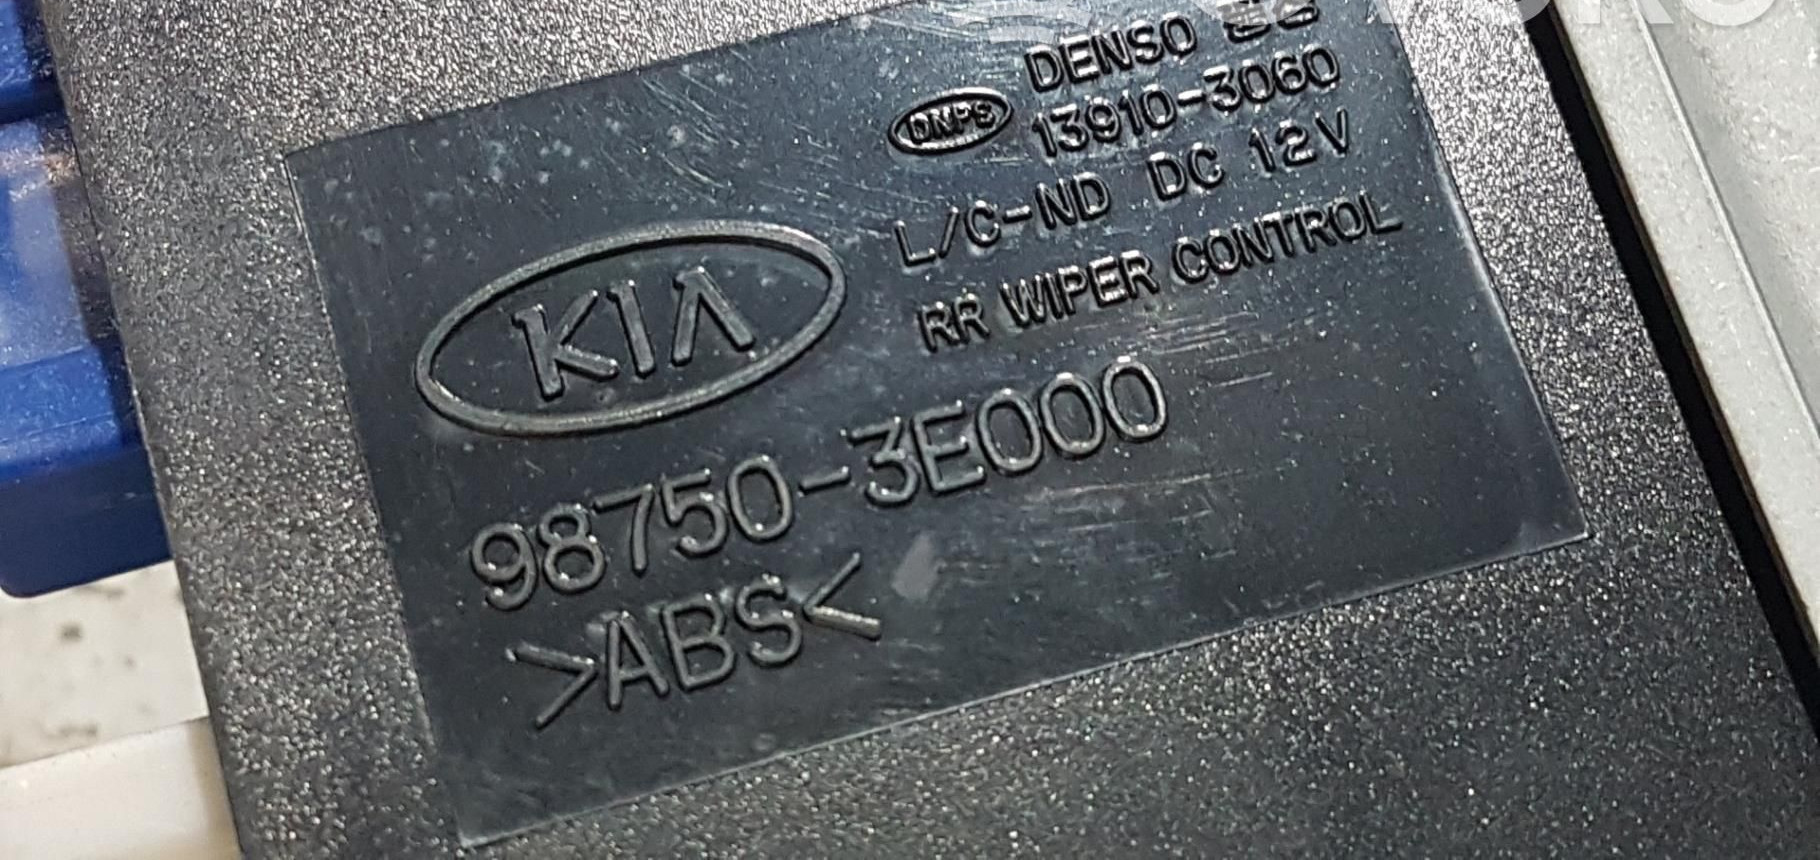 DENSO
DNPS 13910-3060
L/C-ND DC 12V
RR WIPER CONTROL
KIA
98750-3E000
>ABS<